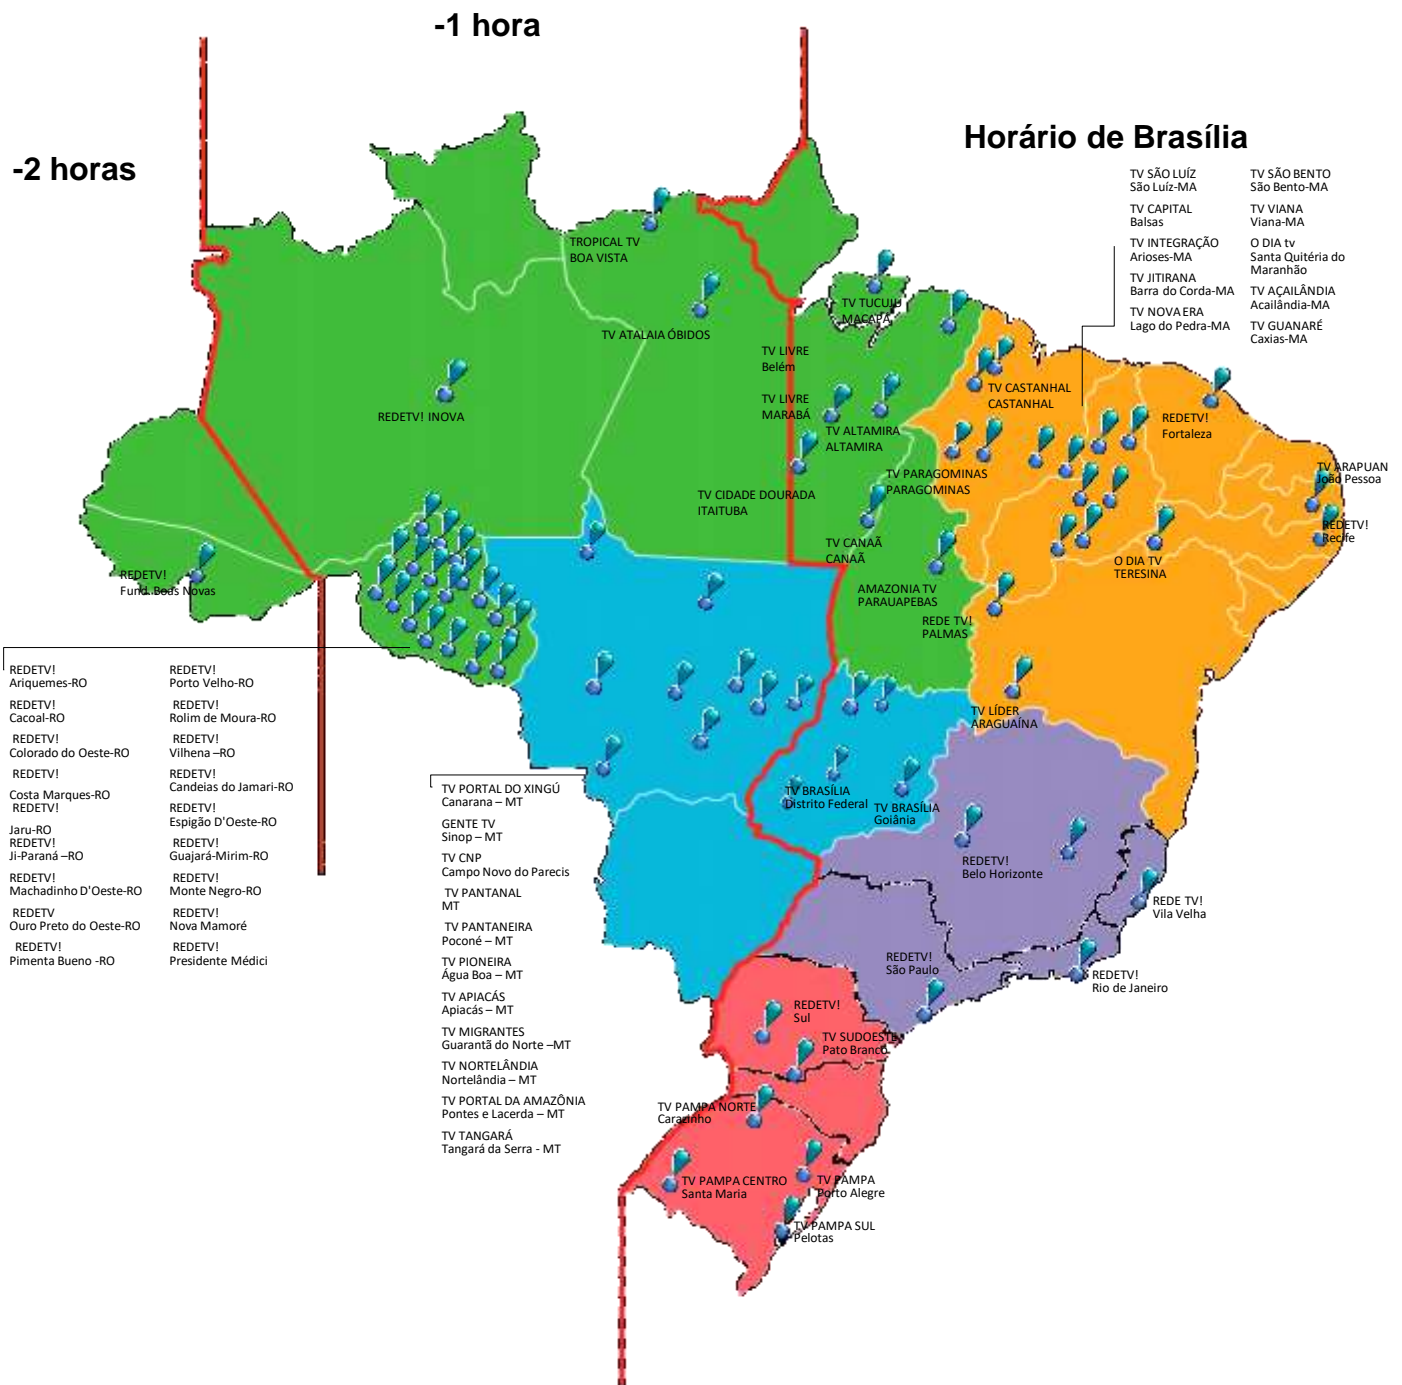 -1 hora
-2 horas
Horário de Brasília
TV SÃO LUÍZ
São Luíz-MA
TV CAPITAL
Balsas
TV INTEGRAÇÃO
Arioses-MA
TV JITIRANA
Barra do Corda-MA
TV NOVA ERA
Lago do Pedra-MA
TV SÃO BENTO
São Bento-MA
TV VIANA
Viana-MA
O DIA tv
Santa Quitéria do
Maranhão
TV AÇAILÂNDIA
Acailândia-MA
TV GUANARÉ
Caxias-MA
TROPICAL TV
BOA VISTA
TV ATALAIA ÓBIDOS
TV TUCUJU
MACAPÁ
TV LIVRE
Belém
TV LIVRE
MARABÁ
REDETV! INOVA
TV CASTANHAL
CASTANHAL
REDETV!
Fortaleza
TV ALTAMIRA
ALTAMIRA
TV PARAGOMINAS
PARAGOMINAS
TV ARAPUAN
João Pessoa
TV CIDADE DOURADA
ITAITUBA
REDETV!
Recife
TV CANAÃ
CANAÃ
O DIA TV
TERESINA
REDETV!
Fund. Boas Novas
AMAZONIA TV
PARAUAPEBAS
REDE TV!
PALMAS
TV LÍDER
ARAGUAÍNA
REDETV!
Ariquemes-RO
REDETV!
Cacoal-RO
REDETV!
Colorado do Oeste-RO
REDETV!
Costa Marques-RO
REDETV!
Jaru-RO
REDETV!
Ji-Paraná –RO
REDETV!
Machadinho D'Oeste-RO
REDETV
Ouro Preto do Oeste-RO
REDETV!
Pimenta Bueno -RO
REDETV!
Porto Velho-RO
REDETV!
Rolim de Moura-RO
REDETV!
Vilhena –RO
REDETV!
Candeias do Jamari-RO
REDETV!
Espigão D'Oeste-RO
REDETV!
Guajará-Mirim-RO
REDETV!
Monte Negro-RO
REDETV!
Nova Mamoré
REDETV!
Presidente Médici
TV PORTAL DO XINGÚ
Canarana – MT
GENTE TV
Sinop – MT
TV CNP
Campo Novo do Parecis
TV PANTANAL
MT
TV PANTANEIRA
Poconé – MT
TV PIONEIRA
Água Boa – MT
TV APIACÁS
Apiacás – MT
TV MIGRANTES
Guarantã do Norte –MT
TV NORTELÂNDIA
Nortelândia – MT
TV PORTAL DA AMAZÔNIA
Pontes e Lacerda – MT
TV TANGARÁ
Tangará da Serra - MT
TV BRASÍLIA
Distrito Federal
TV BRASÍLIA
Goiânia
REDETV!
Belo Horizonte
REDE TV!
Vila Velha
REDETV!
São Paulo
REDETV!
Rio de Janeiro
REDETV!
Sul
TV SUDOESTE
Pato Branco
TV PAMPA NORTE
Carazinho
TV PAMPA CENTRO
Santa Maria
TV PAMPA
Porto Alegre
TV PAMPA SUL
Pelotas